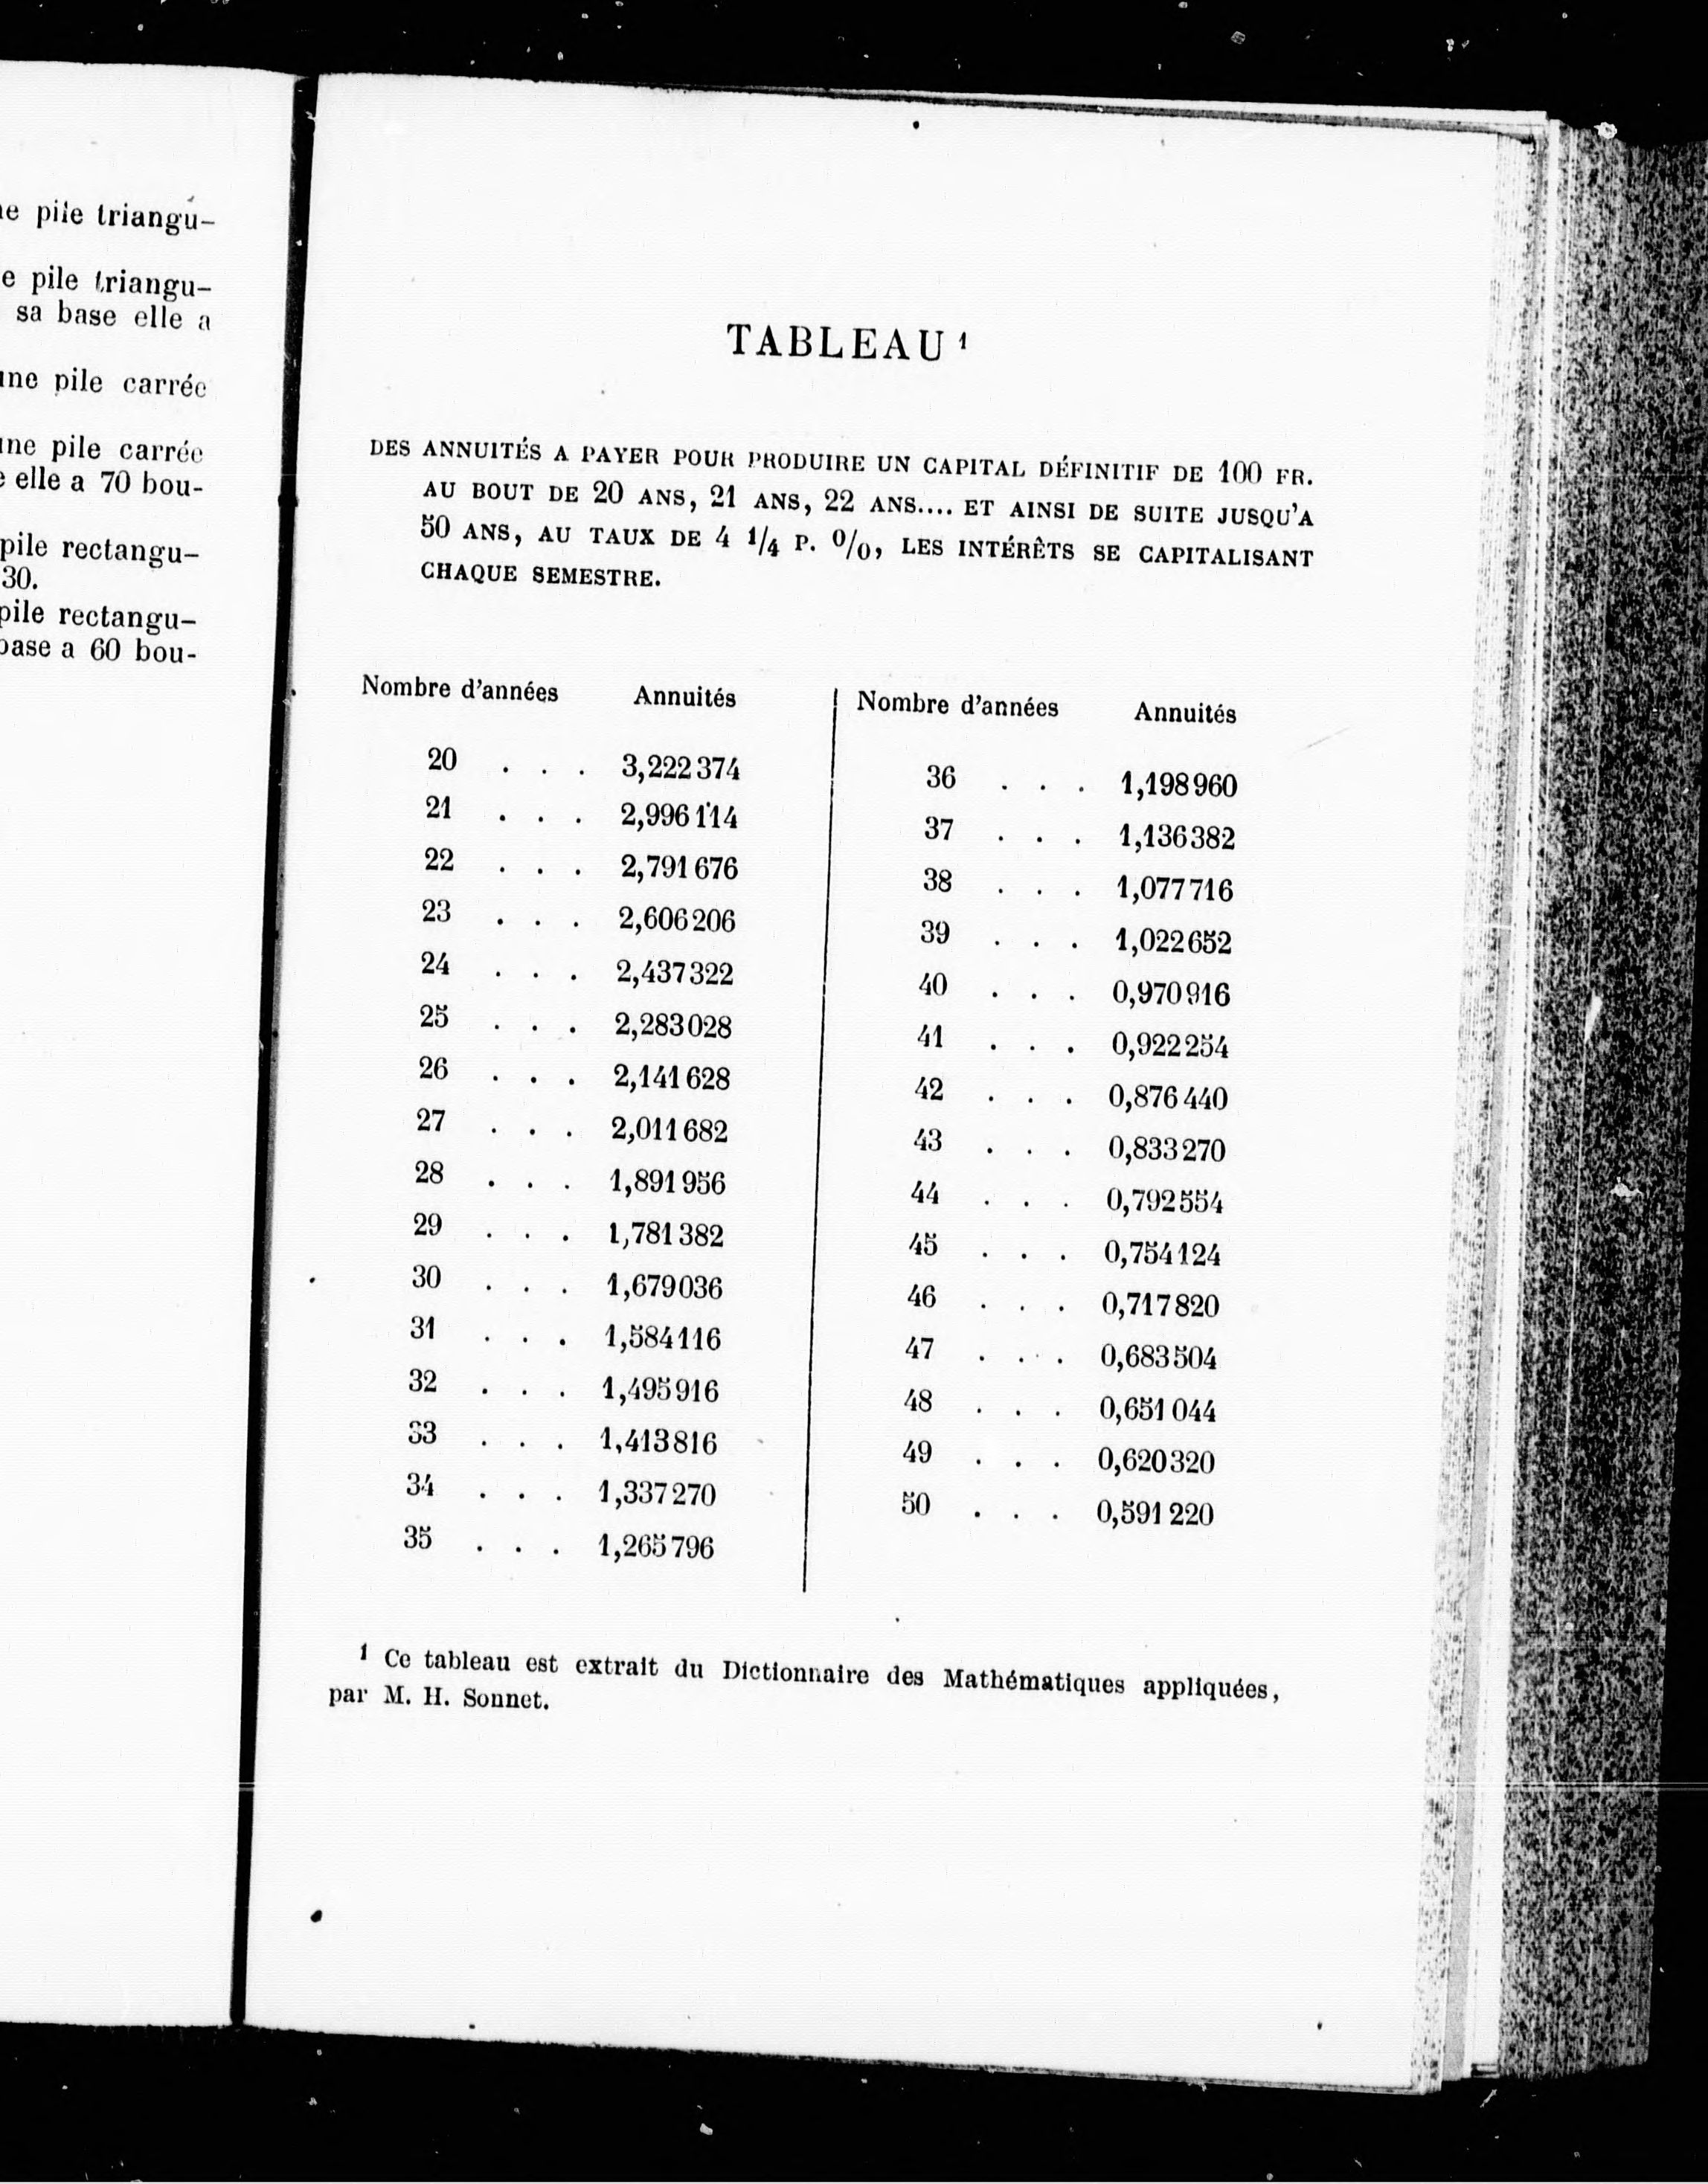 pile triangu-
e pile triangu-
sa base elle a
pile carrée
pile carrée
elle a 70 bou-
pile rectangu-
30.
pile rectangu-
a 60 bou-
TABLEAU 1
DES ANNUITÉS A PAYER POUR PRODUIRE UN CAPITAL DÉFINITIF DE 100 FR.
AU BOUT DE 20 ANS, 21 ANS, 22 ANS.... ET AINSI DE SUITE JUSQU'A
50 ANS, AU TAUX DE 4 1/4 P. 0/0, LES INTÉRÊTS SE CAPITALISANT
CHAQUE SEMESTRE.
Nombre d'années Annuités
20 . . . 3,222 374
21 . . . 2,996 114
22 . . . 2,791 676
23 . . . 2,606 206
24 . . . 2,437 322
25 . . . 2,283 028
26 . . . 2,141 628
27 . . . 2,011 682
28 . . . 1,891 956
29 . . . 1,781 382
30 . . . 1,679 036
31 . . . 1,584 116
32 . . . 1,495 916
33 . . . 1,413 816
34 . . . 1,337 270
35 . . . 1,265 796
Nombre d'années Annuités
36 . . . 1,198 960
37 . . . 1,136 382
38 . . . 1,077 716
39 . . . 1,022 652
40 . . . 0,970 916
41 . . . 0,922 254
42 . . . 0,876 440
43 . . . 0,833 270
44 . . . 0,792 554
45 . . . 0,754 124
46 . . . 0,717 820
47 . . . 0,683 504
48 . . . 0,651 044
49 . . . 0,620 320
50 . . . 0,591 220
1 Ce tableau est extrait du Dictionnaire des Mathématiques appliquées,
par M. H. Sonnet.